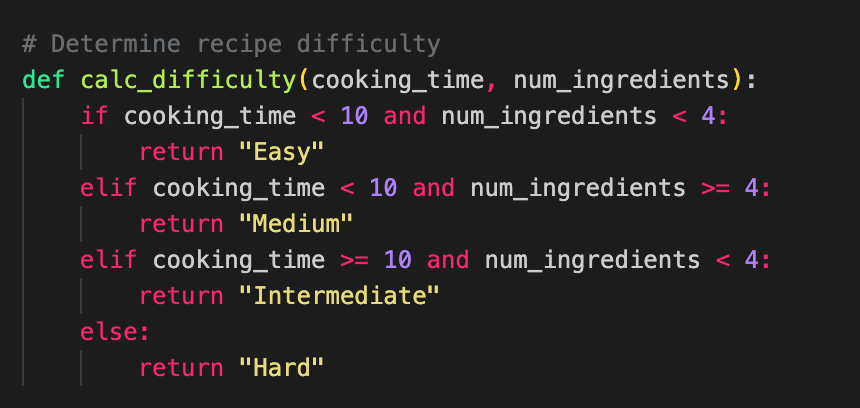 # Determine recipe difficulty
def calc_difficulty(cooking_time, num_ingredients):
    if cooking_time < 10 and num_ingredients < 4:
        return "Easy"
    elif cooking_time < 10 and num_ingredients >= 4:
        return "Medium"
    elif cooking_time >= 10 and num_ingredients < 4:
        return "Intermediate"
    else:
        return "Hard"